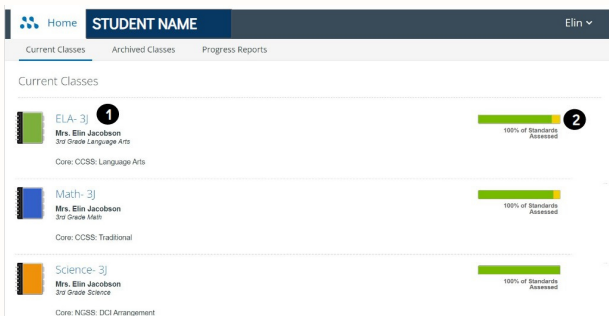 Home STUDENT NAME Elin
Current Classes Archived Classes Progress Reports
Current Classes
ELA- 3J 1
Mrs. Elin Jacobson
3rd Grade Language Arts
Core: CCSS: Language Arts
2
100% of Standards
Assessed
Math- 3J
Mrs. Elin Jacobson
3rd Grade Math
Core: CCSS: Traditional
100% of Standards
Assessed
Science- 3J
Mrs. Elin Jacobson
3rd Grade Science
Core: NGSS: DCI Arrangement
100% of Standards
Assessed